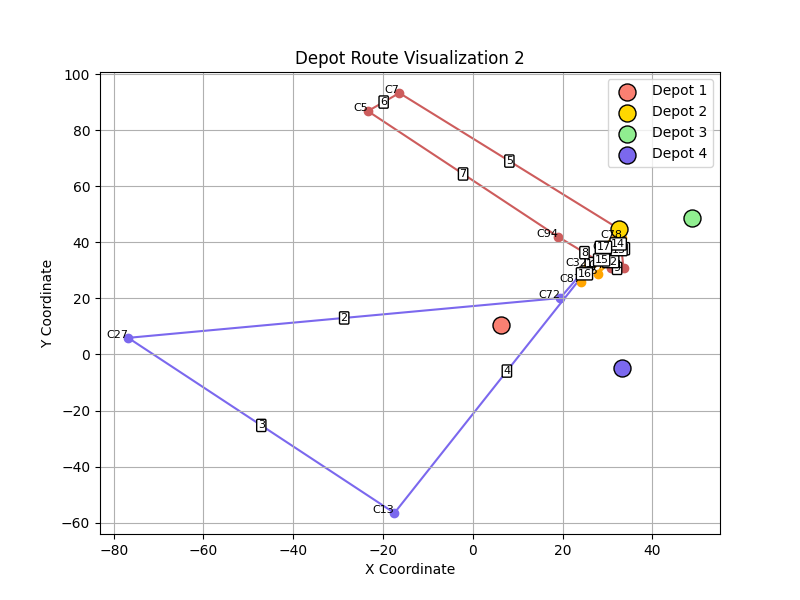 Depot Route Visualization 2
Depot 1
Depot 2
Depot 3
Depot 4
Y Coordinate
100
80
60
40
20
0
−20
−40
−60
C7
6
C5
5
7
C94
C78
17
14
8
15
C32
16
C8
C72
2
C27
4
3
C13
−80
−60
−40
−20
0
20
40
X Coordinate